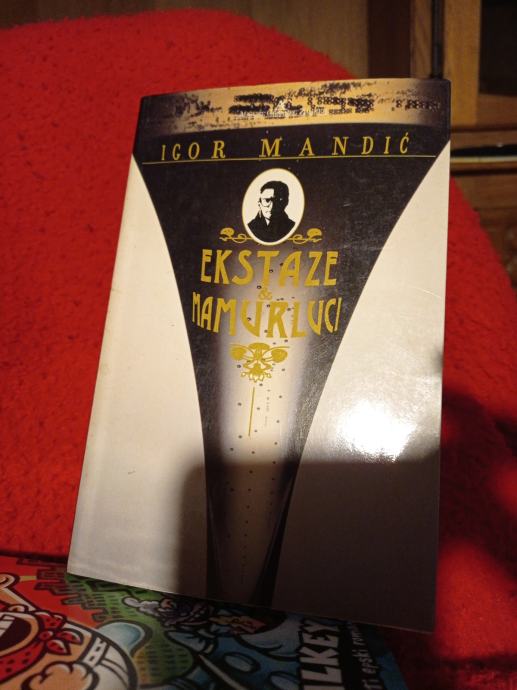 IGOR MANDIĆ
EKSTAZE
&
MAMURLUCI